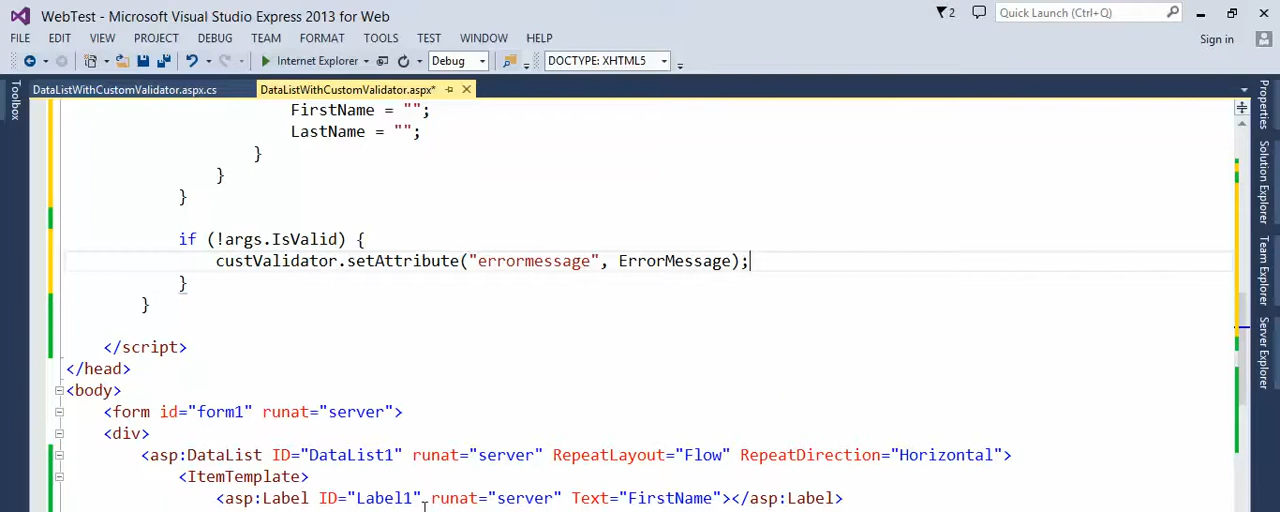 WebTest - Microsoft Visual Studio Express 2013 for Web
2
Quick Launch (Ctrl+Q)
FILE EDIT VIEW PROJECT DEBUG TEAM FORMAT TOOLS TEST WINDOW HELP
Sign in
Internet Explorer Debug DOCTYPE: XHTML5
Toolbox
DataListWithCustomValidator.aspx.cs DataListWithCustomValidator.aspx*
FirstName = "";
LastName = "";
}
}
}
if (!args.IsValid) {
custValidator.setAttribute("errormessage", ErrorMessage);
}
}
</script>
</head>
<body>
<form id="form1" runat="server">
<div>
<asp:DataList ID="DataList1" runat="server" RepeatLayout="Flow" RepeatDirection="Horizontal">
<ItemTemplate>
<asp:Label ID="Label1" runat="server" Text="FirstName"></asp:Label>
Properties
Solution Explorer
Team Explorer
Server Explorer